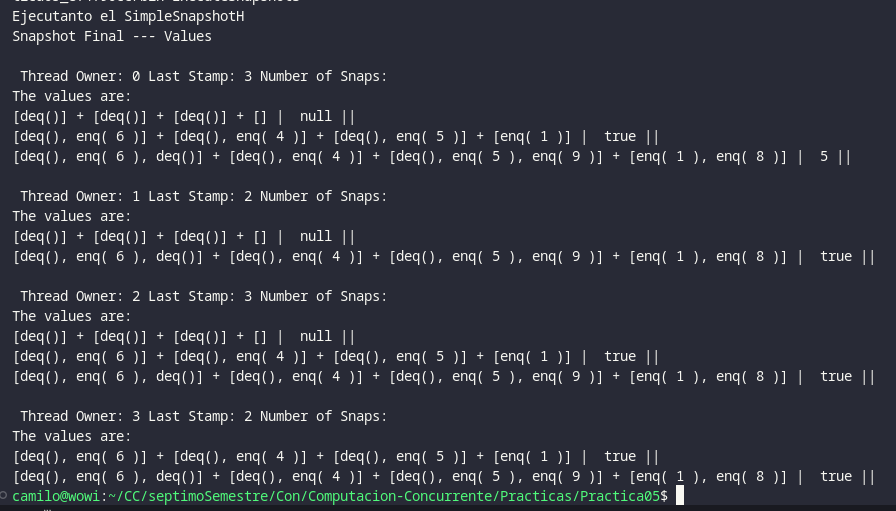 Ejecutanto el SimpleSnapshotH
Snapshot Final --- Values
Thread Owner: 0 Last Stamp: 3 Number of Snaps:
The values are:
[deq()] + [deq()] + [deq()] + [] |  null ||
[deq(), enq( 6 )] + [deq(), enq( 4 )] + [deq(), enq( 5 )] + [enq( 1 )] |  true ||
[deq(), enq( 6 ), deq()] + [deq(), enq( 4 )] + [deq(), enq( 5 ), enq( 9 )] + [enq( 1 ), enq( 8 )] |  5 ||
Thread Owner: 1 Last Stamp: 2 Number of Snaps:
The values are:
[deq()] + [deq()] + [deq()] + [] |  null ||
[deq(), enq( 6 ), deq()] + [deq(), enq( 4 )] + [deq(), enq( 5 ), enq( 9 )] + [enq( 1 ), enq( 8 )] |  true ||
Thread Owner: 2 Last Stamp: 3 Number of Snaps:
The values are:
[deq()] + [deq()] + [deq()] + [] |  null ||
[deq(), enq( 6 )] + [deq(), enq( 4 )] + [deq(), enq( 5 )] + [enq( 1 )] |  true ||
[deq(), enq( 6 ), deq()] + [deq(), enq( 4 )] + [deq(), enq( 5 ), enq( 9 )] + [enq( 1 ), enq( 8 )] |  true ||
Thread Owner: 3 Last Stamp: 2 Number of Snaps:
The values are:
[deq(), enq( 6 )] + [deq(), enq( 4 )] + [deq(), enq( 5 )] + [enq( 1 )] |  true ||
[deq(), enq( 6 ), deq()] + [deq(), enq( 4 )] + [deq(), enq( 5 ), enq( 9 )] + [enq( 1 ), enq( 8 )] |  true ||
camilo@wowi:~/CC/septimoSemestre/Con/Computacion-Concurrente/Practicas/Practica05$